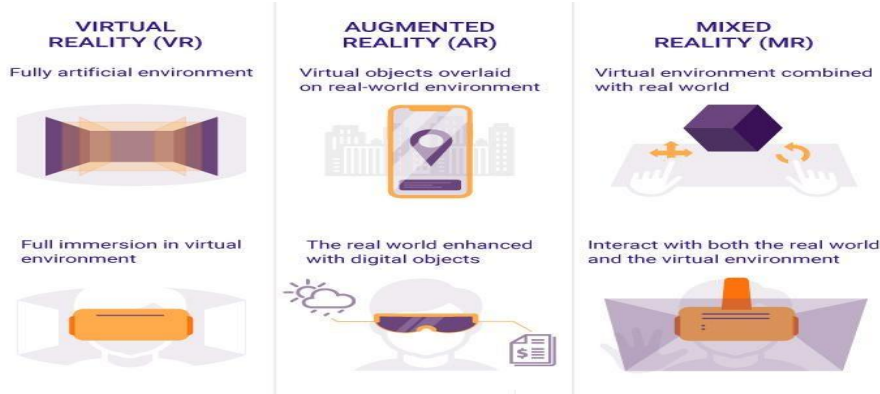 VIRTUAL
REALITY (VR)
Fully artificial environment
Full immersion in virtual
environment
AUGMENTED
REALITY (AR)
Virtual objects overlaid
on real-world environment
The real world enhanced
with digital objects
$
MIXED
REALITY (MR)
Virtual environment combined
with real world
Interact with both the real world
and the virtual environment